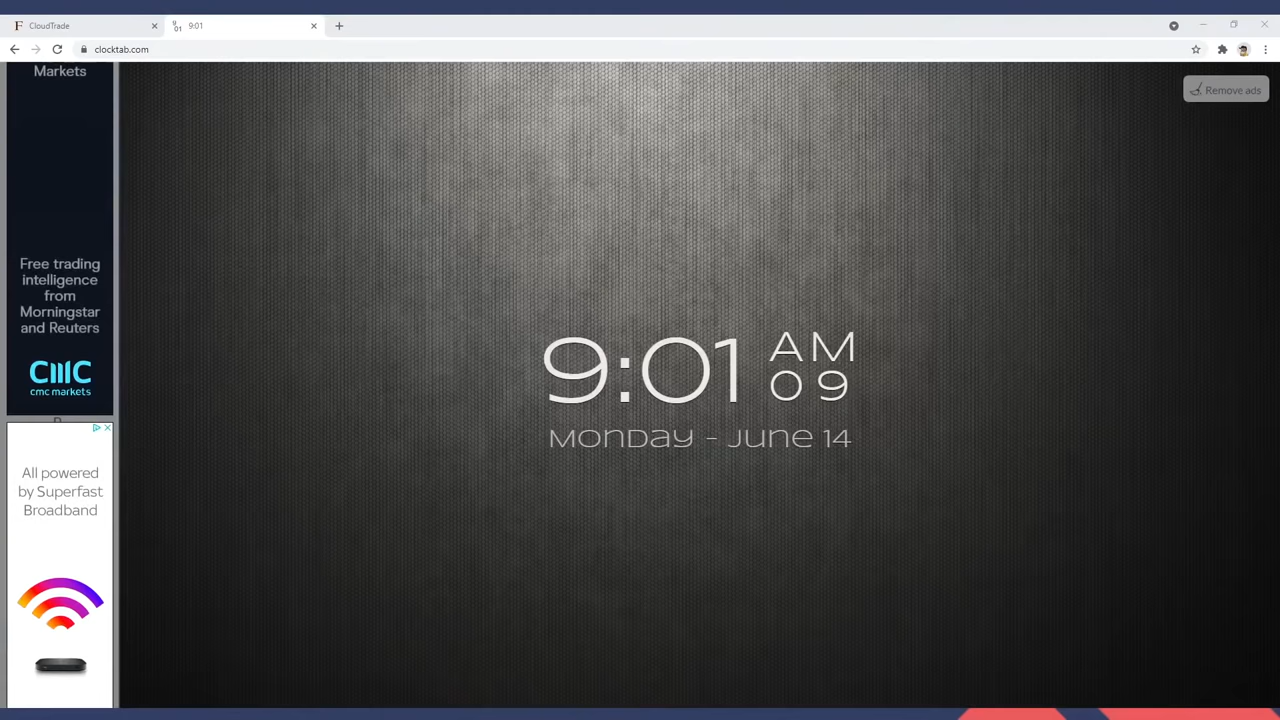 CloudTrade
9:01
clocktab.com
Markets
Remove ads
Free trading
intelligence
from
Morningstar
and Reuters
cmc
cmc markets
9:01 AM
09
Monday - June 14
All powered
by Superfast
Broadband